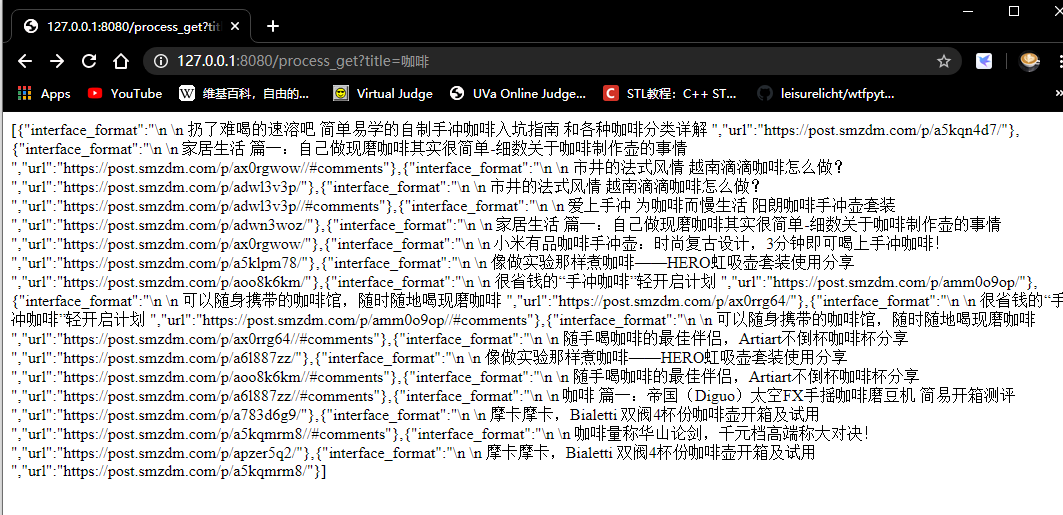 127.0.0.1:8080/process_get?titl
127.0.0.1:8080/process_get?title=咖啡
Apps YouTube 维基百科，自由的... Virtual Judge UVa Online Judge... STL教程：C++ ST... leisurelicht/wtfpyt...
[{"interface_format":"\n \n 扔了难喝的速溶吧 简单易学的自制手冲咖啡入坑指南 和各种咖啡分类详解 ","url":"https://post.smzdm.com/p/a5kqn4d7/"},
{"interface_format":"\n \n 家居生活 篇一：自己做现磨咖啡其实很简单-细数关于咖啡制作壶的事情
","url":"https://post.smzdm.com/p/ax0rgwow//#comments"},{"interface_format":"\n \n 市井的法式风情 越南滴滴咖啡怎么做？
","url":"https://post.smzdm.com/p/adwl3v3p/"},{"interface_format":"\n \n 市井的法式风情 越南滴滴咖啡怎么做？
","url":"https://post.smzdm.com/p/adwl3v3p//#comments"},{"interface_format":"\n \n 爱上手冲 为咖啡而慢生活 阳朗咖啡手冲壶套装
","url":"https://post.smzdm.com/p/adwn3woz/"},{"interface_format":"\n \n 家居生活 篇一：自己做现磨咖啡其实很简单-细数关于咖啡制作壶的事情
","url":"https://post.smzdm.com/p/ax0rgwow/"},{"interface_format":"\n \n 小米有品咖啡手冲壶：时尚复古设计，3分钟即可喝上手冲咖啡！
","url":"https://post.smzdm.com/p/a5klpm78/"},{"interface_format":"\n \n 像做实验那样煮咖啡——HERO虹吸壶套装使用分享
","url":"https://post.smzdm.com/p/aoo8k6km/"},{"interface_format":"\n \n 很省钱的“手冲咖啡”轻开启计划 ","url":"https://post.smzdm.com/p/amm0o9op/"},
{"interface_format":"\n \n 可以随身携带的咖啡馆，随时随地喝现磨咖啡 ","url":"https://post.smzdm.com/p/ax0rrg64/"},{"interface_format":"\n \n 很省钱的“手
冲咖啡”轻开启计划 ","url":"https://post.smzdm.com/p/amm0o9op//#comments"},{"interface_format":"\n \n 可以随身携带的咖啡馆，随时随地喝现磨咖啡
","url":"https://post.smzdm.com/p/ax0rrg64//#comments"},{"interface_format":"\n \n 随手喝咖啡的最佳伴侣，Artiart不倒杯咖啡杯分享
","url":"https://post.smzdm.com/p/a6l887zz/"},{"interface_format":"\n \n 像做实验那样煮咖啡——HERO虹吸壶套装使用分享
","url":"https://post.smzdm.com/p/aoo8k6km//#comments"},{"interface_format":"\n \n 随手喝咖啡的最佳伴侣，Artiart不倒杯咖啡杯分享
","url":"https://post.smzdm.com/p/a6l887zz//#comments"},{"interface_format":"\n \n 咖啡 篇一：帝国（Diguo）太空FX手摇咖啡磨豆机 简易开箱测评
","url":"https://post.smzdm.com/p/a783d6g9/"},{"interface_format":"\n \n 摩卡摩卡，Bialetti 双阀4杯份咖啡壶开箱及试用
","url":"https://post.smzdm.com/p/a5kqmrm8//#comments"},{"interface_format":"\n \n 咖啡量称华山论剑，千元档高端称大对决！
","url":"https://post.smzdm.com/p/apzer5q2/"},{"interface_format":"\n \n 摩卡摩卡，Bialetti 双阀4杯份咖啡壶开箱及试用
","url":"https://post.smzdm.com/p/a5kqmrm8/"}]